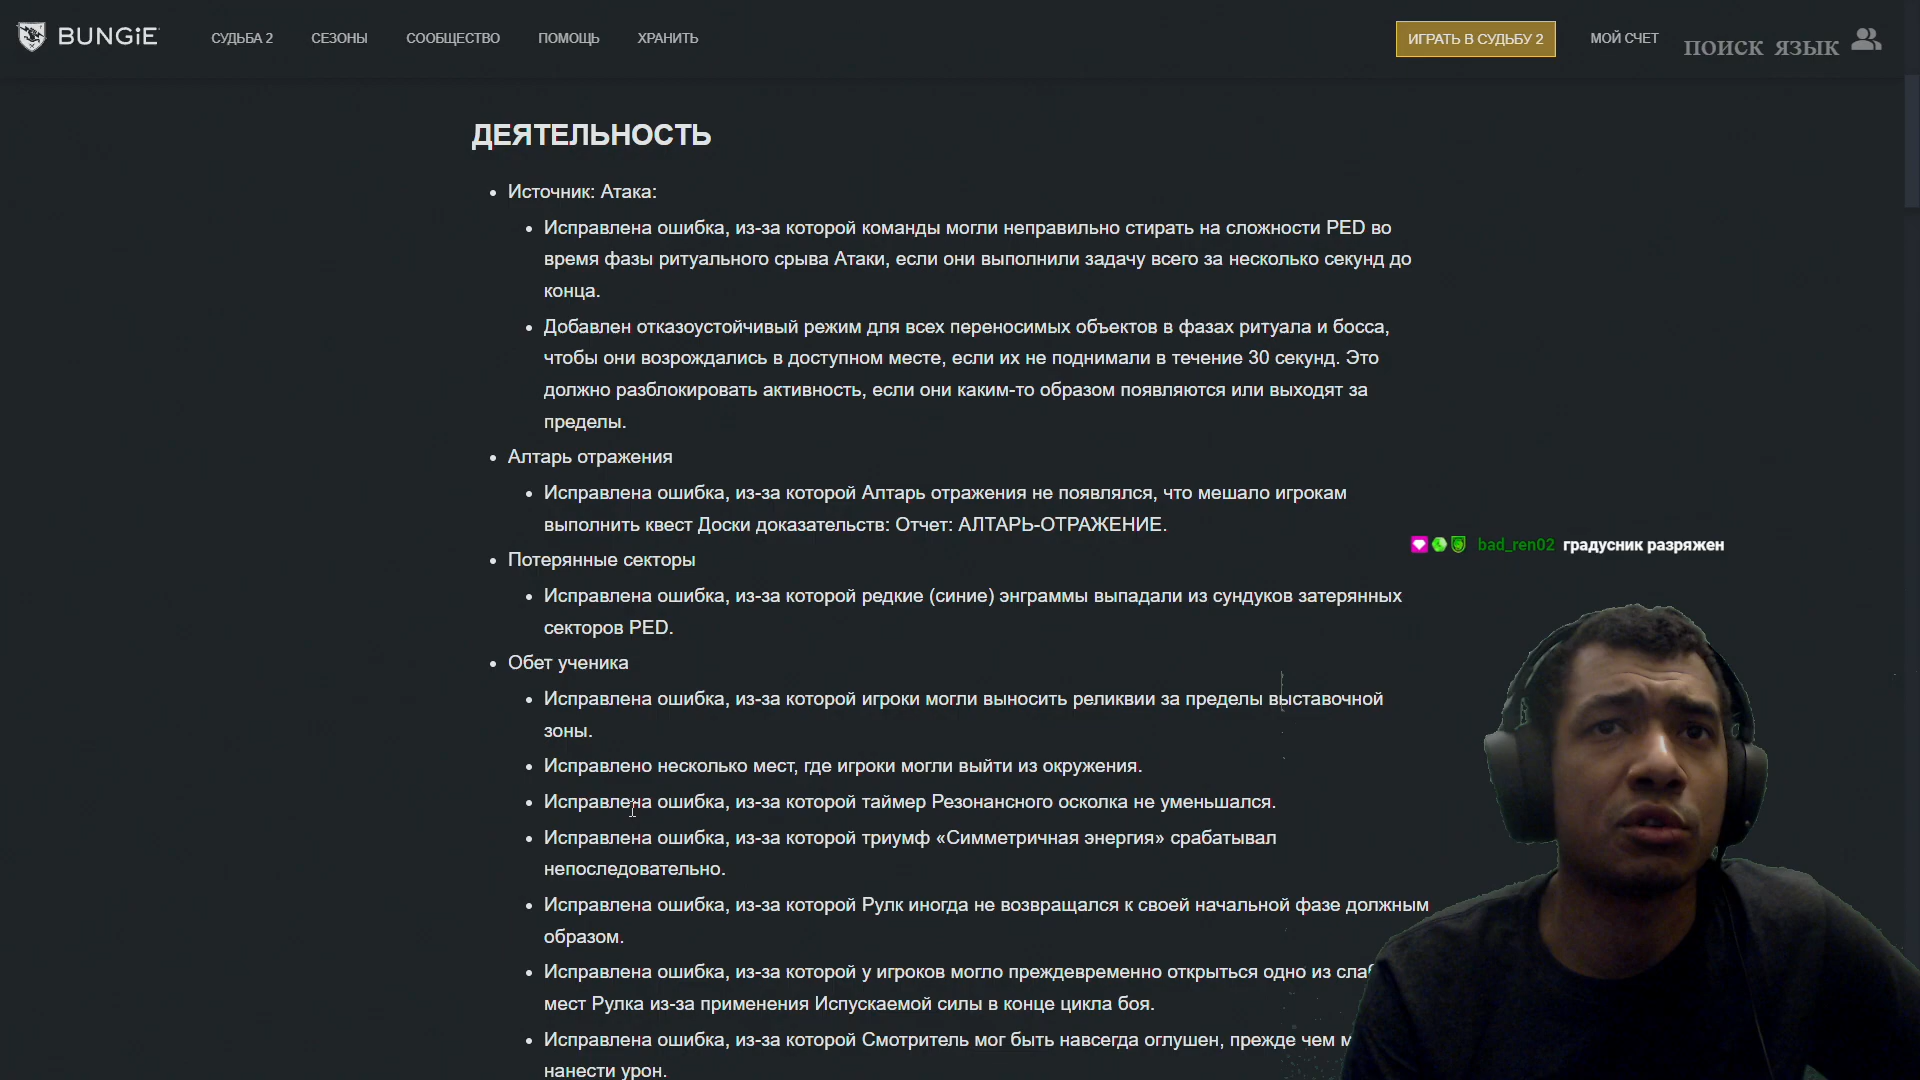 BUNGiE СУДЬБА 2 СЕЗОНЫ СООБЩЕСТВО ПОМОЩЬ ХРАНИТЬ ИГРАТЬ В СУДЬБУ 2 МОЙ СЧЕТ ПОИСК ЯЗЫК
ДЕЯТЕЛЬНОСТЬ
Источник: Атака:
Исправлена ошибка, из-за которой команды могли неправильно стирать на сложности PED во
время фазы ритуального срыва Атаки, если они выполнили задачу всего за несколько секунд до
конца.
Добавлен отказоустойчивый режим для всех переносимых объектов в фазах ритуала и босса,
чтобы они возрождались в доступном месте, если их не поднимали в течение 30 секунд. Это
должно разблокировать активность, если они каким-то образом появляются или выходят за
пределы.
Алтарь отражения
Исправлена ошибка, из-за которой Алтарь отражения не появлялся, что мешало игрокам
выполнить квест Доски доказательств: Отчет: АЛТАРЬ-ОТРАЖЕНИЕ.
bad_ren02 градусник разряжен
Потерянные секторы
Исправлена ошибка, из-за которой редкие (синие) энграммы выпадали из сундуков затерянных
секторов PED.
Обет ученика
Исправлена ошибка, из-за которой игроки могли выносить реликвии за пределы выставочной
зоны.
Исправлено несколько мест, где игроки могли выйти из окружения.
Исправлена ошибка, из-за которой таймер Резонансного осколка не уменьшался.
Исправлена ошибка, из-за которой триумф «Симметричная энергия» срабатывал
непоследовательно.
Исправлена ошибка, из-за которой Рулк иногда не возвращался к своей начальной фазе должным
образом.
Исправлена ошибка, из-за которой у игроков могло преждевременно открыться одно из
мест Рулка из-за применения Испускаемой силы в конце цикла боя.
Исправлена ошибка, из-за которой Смотритель мог быть навсегда оглушен, прежде чем
нанести урон.